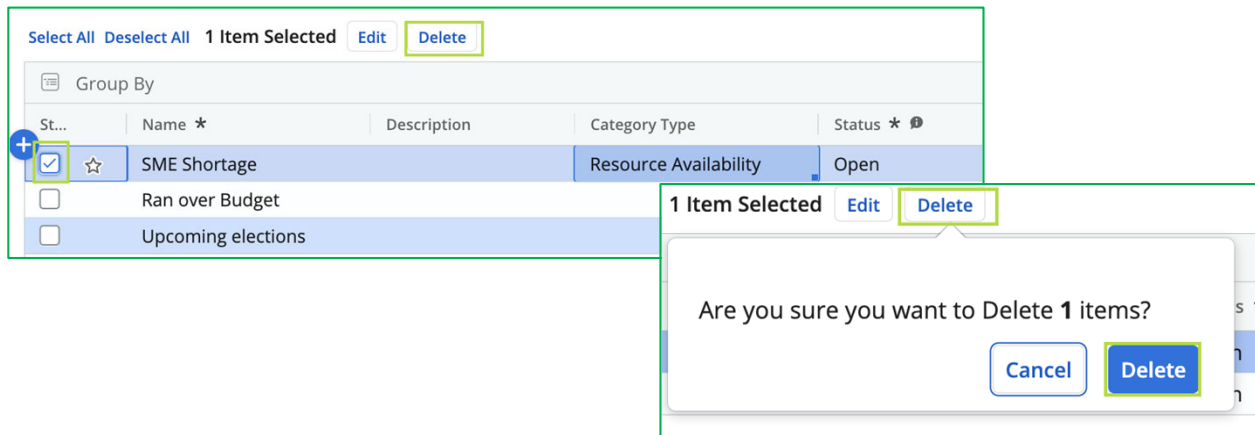 Select All Deselect All 1 Item Selected Edit Delete
Group By
St... Name * Description Category Type Status *
SME Shortage Resource Availability Open
Ran over Budget
Upcoming elections
1 Item Selected Edit Delete
Are you sure you want to Delete 1 items?
Cancel Delete